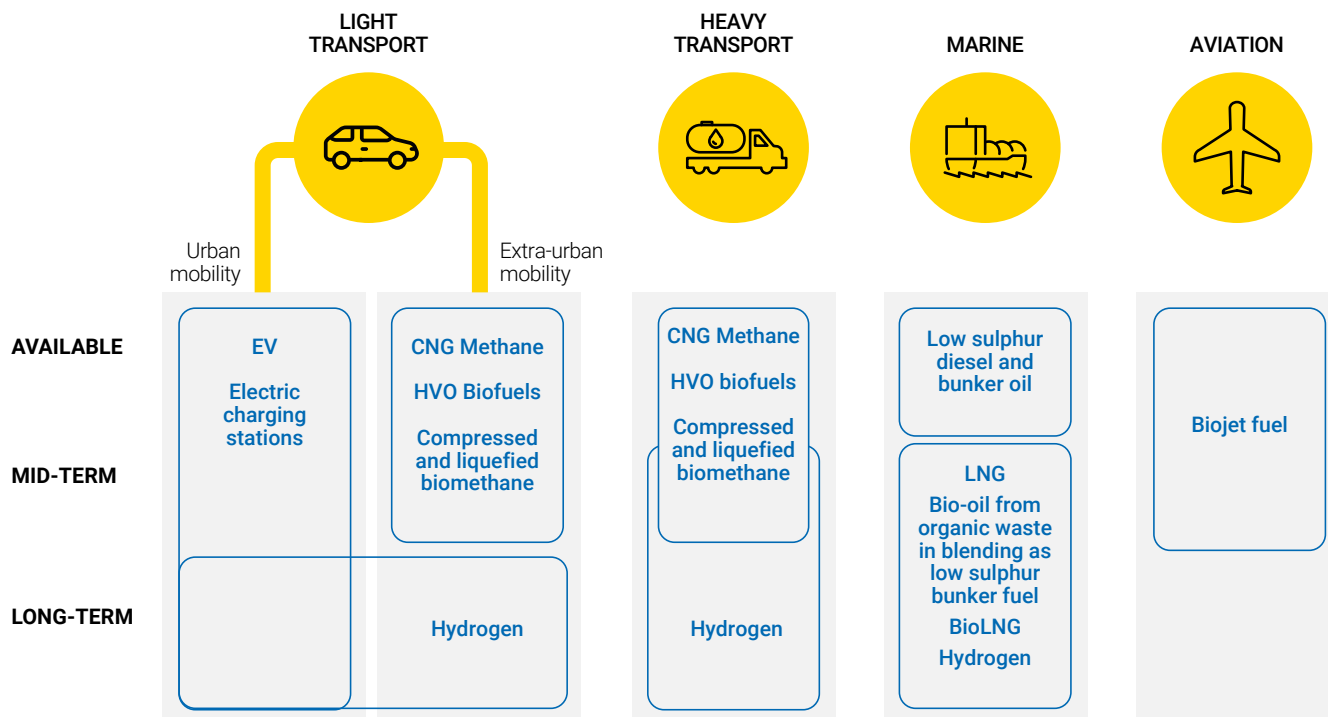 LIGHT
TRANSPORT
HEAVY
TRANSPORT
MARINE
AVIATION
Urban
mobility
Extra-urban
mobility
AVAILABLE
MID-TERM
LONG-TERM
EV
Electric
charging
stations
CNG Methane
HVO Biofuels
Compressed
and liquefied
biomethane
Hydrogen
CNG Methane
HVO biofuels
Compressed
and liquefied
biomethane
Hydrogen
Low sulphur
diesel and
bunker oil
LNG
Bio-oil from
organic waste
in blending as
low sulphur
bunker fuel
BioLNG
Hydrogen
Biojet fuel